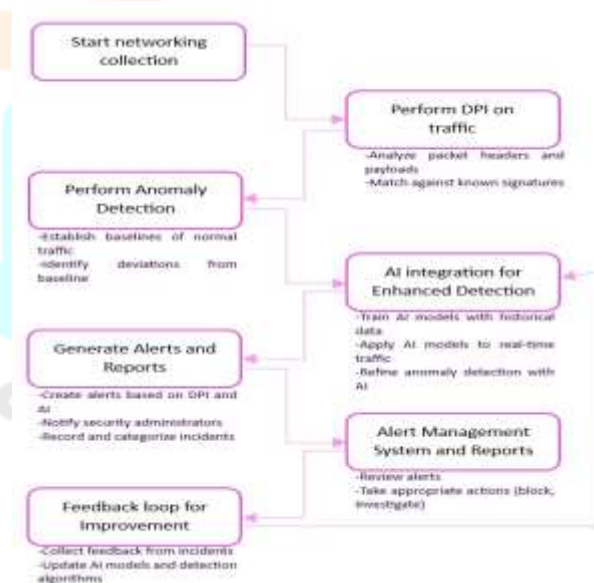 Start networking
collection
Perform DPI on
traffic
-Analyze packet headers and
payloads
-Match against known signatures
Perform Anomaly
Detection
-Establish baselines of normal
traffic
-Identify deviations from
baseline
AI integration for
Enhanced Detection
-Train AI models with historical
data
-Apply AI models to real-time
traffic
-Refine anomaly detection with
AI
Generate Alerts and
Reports
-Create alerts based on DPI and
AI
-Notify security administrators
-Record and categorize incidents
Alert Management
System and Reports
-Review alerts
-Take appropriate actions (block,
investigate)
Feedback loop for
Improvement
-Collect feedback from incidents
-Update AI models and detection
algorithms